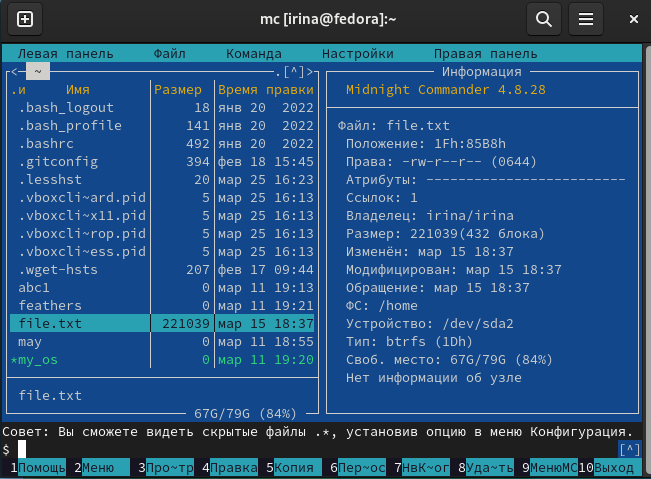 mc [irina@fedora]:~
Левая панель Файл Команда Настройки Правая панель
<─ ~ .[^]>
.и Имя Размер Время правки
.bash_logout 18 янв 20 2022
.bash_profile 141 янв 20 2022
.bashrc 492 янв 20 2022
.gitconfig 394 фев 18 15:45
.lesshst 20 мар 25 16:23
.vboxcli~ard.pid 5 мар 25 16:13
.vboxcli~x11.pid 5 мар 25 16:13
.vboxcli~rop.pid 5 мар 25 16:13
.vboxcli~ess.pid 5 мар 25 16:13
.wget-hsts 207 фев 17 09:44
abc1 0 мар 11 19:13
feathers 0 мар 11 19:21
file.txt 221039 мар 15 18:37
may 0 мар 11 18:55
*my_os 0 мар 11 19:20
file.txt
67G/79G (84%)
Информация
Midnight Commander 4.8.28
Файл: file.txt
Положение: 1Fh:85B8h
Права: -rw-r--r-- (0644)
Атрибуты: -------------------------
Ссылок: 1
Владелец: irina/irina
Размер: 221039(432 блока)
Изменён: мар 15 18:37
Модифицирован: мар 15 18:37
Обращение: мар 15 18:37
ФС: /home
Устройство: /dev/sda2
Тип: btrfs (1Dh)
Своб. место: 67G/79G (84%)
Нет информации об узле
Совет: Вы сможете видеть скрытые файлы .*, установив опцию в меню Конфигурация.
$ [^]
1Помощь 2Меню 3Про~тр 4Правка 5Копия 6Пер~ос 7НвК~ог 8Уда~ть 9МенюМС 10Выход